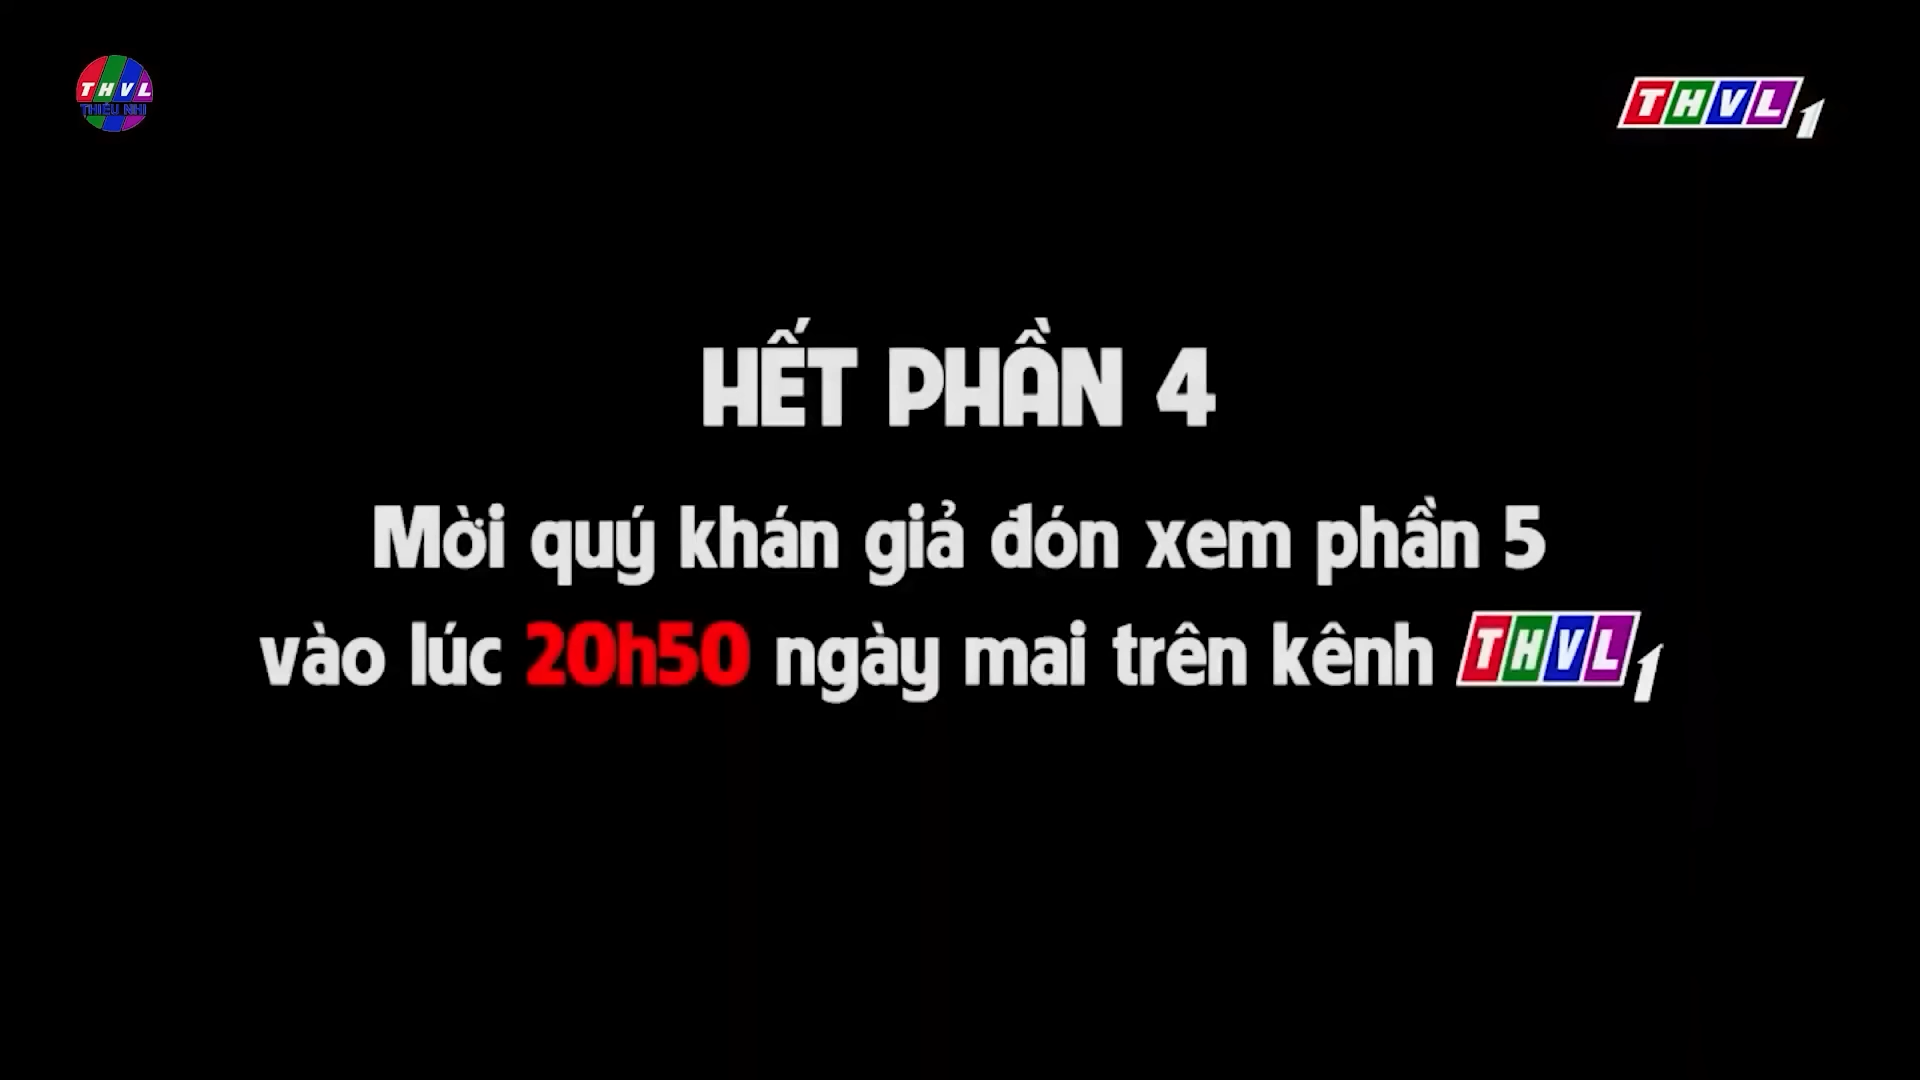 THVL
THIẾU NHI
THVL1
HẾT PHẦN 4
Mời quý khán giả đón xem phần 5
vào lúc 20h50 ngày mai trên kênh THVL1